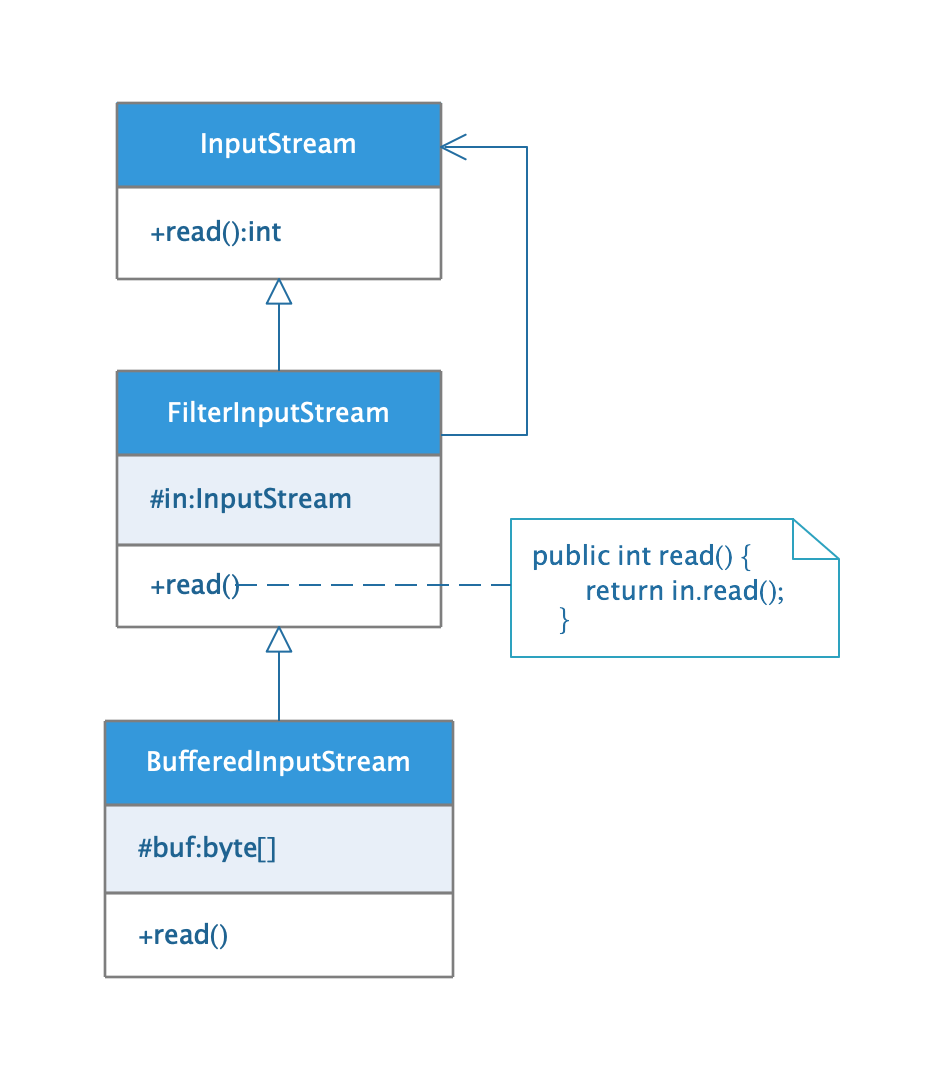 InputStream
+read():int
FilterInputStream
#in:InputStream
+read()
public int read() {
return in.read();
}
BufferedInputStream
#buf:byte[]
+read()